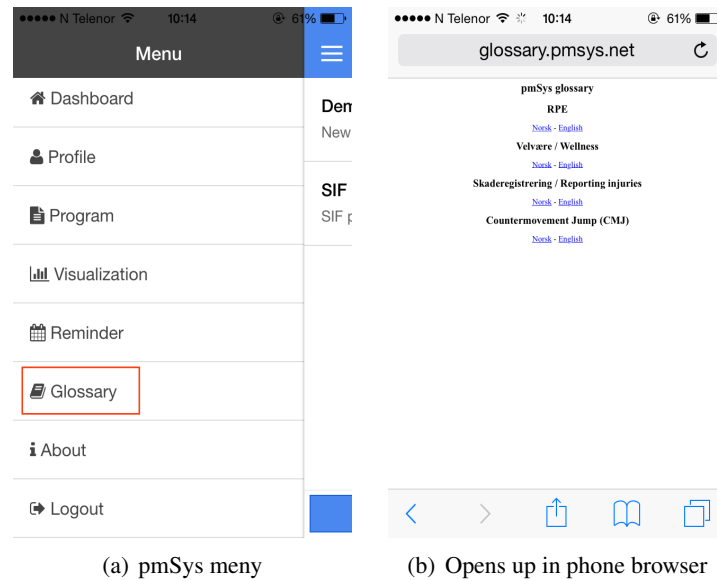 N Telenor 10:14 61%
Menu
Dashboard
Profile
Program
Visualization
Reminder
Glossary
About
Logout
Dem
New
SIF
SIF p
(a) pmSys meny
N Telenor 10:14 61%
glossary.pmsys.net
pmSys glossary
RPE
Norsk - English
Velvære / Wellness
Norsk - English
Skaderegistrering / Reporting injuries
Norsk - English
Countermovement Jump (CMJ)
Norsk - English
(b) Opens up in phone browser